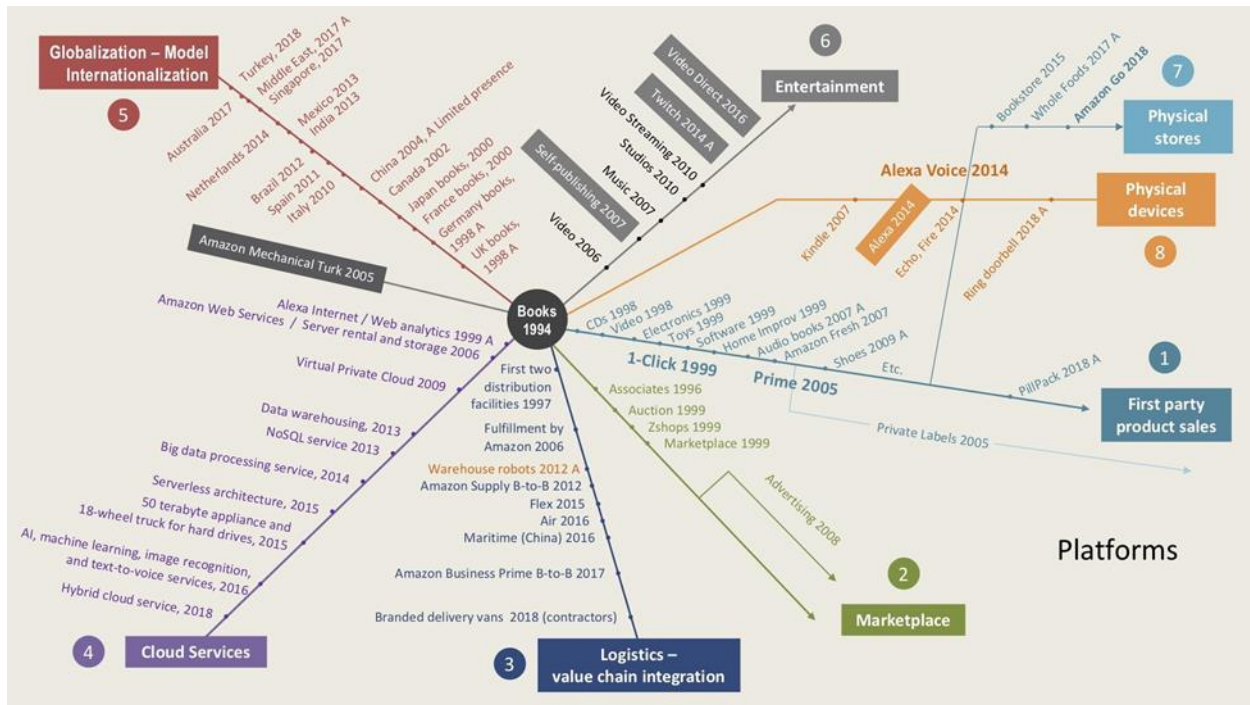 Globalization – Model
Internationalization
5
Turkey, 2018
Middle East, 2017 A
Singapore, 2017
Mexico 2013
India 2013
China 2004, A Limited presence
Canada 2002
Japan books, 2000
France books, 2000
Germany books,
1998 A
UK books,
1998 A
Australia 2017
Netherlands 2014
Brazil 2012
Spain 2011
Italy 2010
Amazon Mechanical Turk 2005
6
Entertainment
Video Direct 2016
Twitch 2014 A
Video Streaming 2010
Studios 2010
Music 2007
Self-publishing 2007
Video 2006
7
Physical
stores
Bookstore 2015
Whole Foods 2017 A
Amazon Go 2018
Alexa Voice 2014
Physical
devices
8
Kindle 2007
Alexa 2014
Echo, Fire 2014
Ring doorbell 2018 A
Books
1994
CDs 1998
Video 1998
Electronics 1999
Toys 1999
Software 1999
Home Improv 1999
Audio books 2007 A
Amazon Fresh 2007
Shoes 2009 A
Etc.
PillPack 2018 A
1-Click 1999
Prime 2005
Private Labels 2005
1
First party
product sales
Associates 1996
Auction 1999
Zshops 1999
Marketplace 1999
Advertising 2008
Platforms
2
Marketplace
First two
distribution
facilities 1997
Fulfillment by
Amazon 2006
Warehouse robots 2012 A
Amazon Supply B-to-B 2012
Flex 2015
Air 2016
Maritime (China) 2016
Amazon Business Prime B-to-B 2017
Branded delivery vans 2018 (contractors)
3
Logistics –
value chain integration
Alexa Internet / Web analytics 1999 A
Amazon Web Services / Server rental and storage 2006
Virtual Private Cloud 2009
Data warehousing, 2013
NoSQL service 2013
Big data processing service, 2014
Serverless architecture, 2015
50 terabyte appliance and
18-wheel truck for hard drives, 2015
AI, machine learning, image recognition,
and text-to-voice services, 2016
Hybrid cloud service, 2018
4
Cloud Services